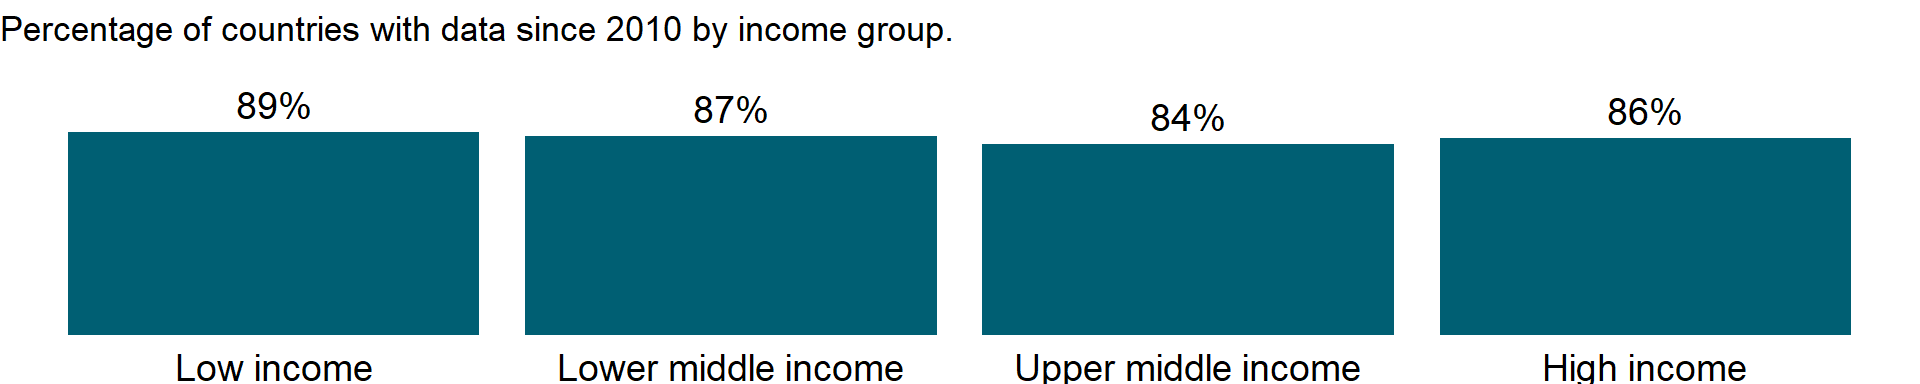 Percentage of countries with data since 2010 by income group.
89%
87%
84%
86%
Low income
Lower middle income
Upper middle income
High income